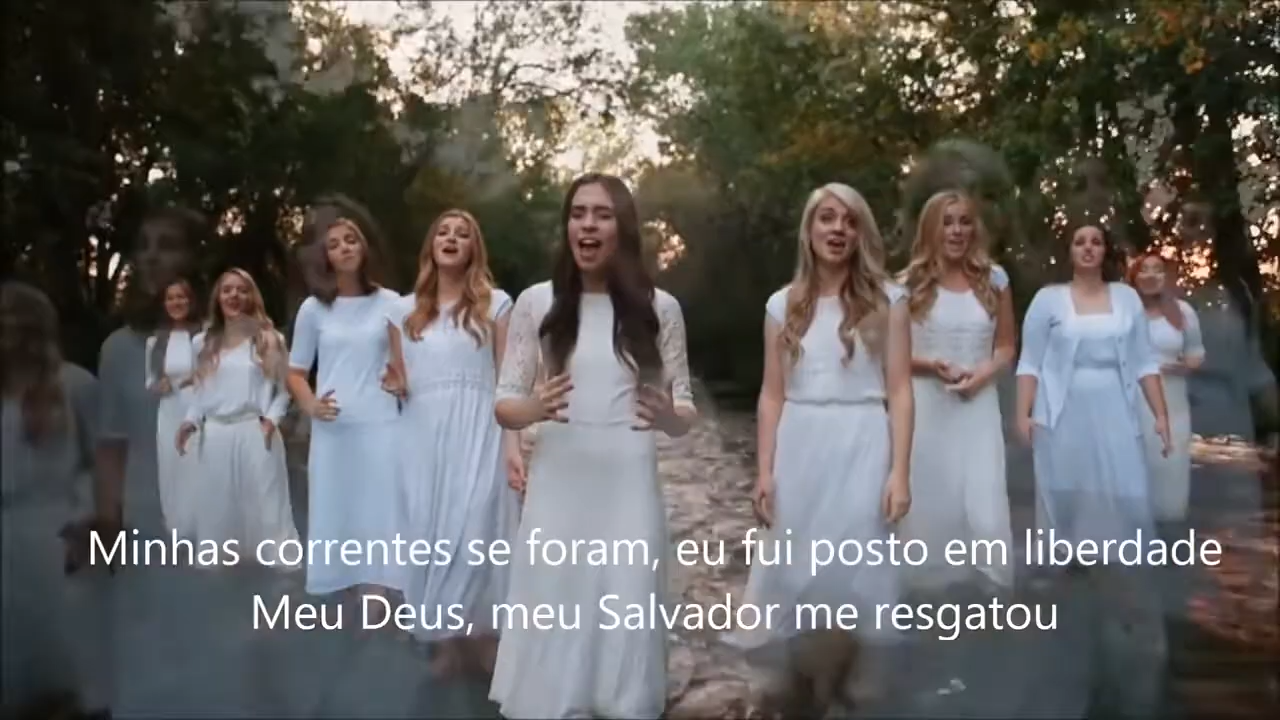 Minhas correntes se foram, eu fui posto em liberdade
Meu Deus, meu Salvador me resgatou